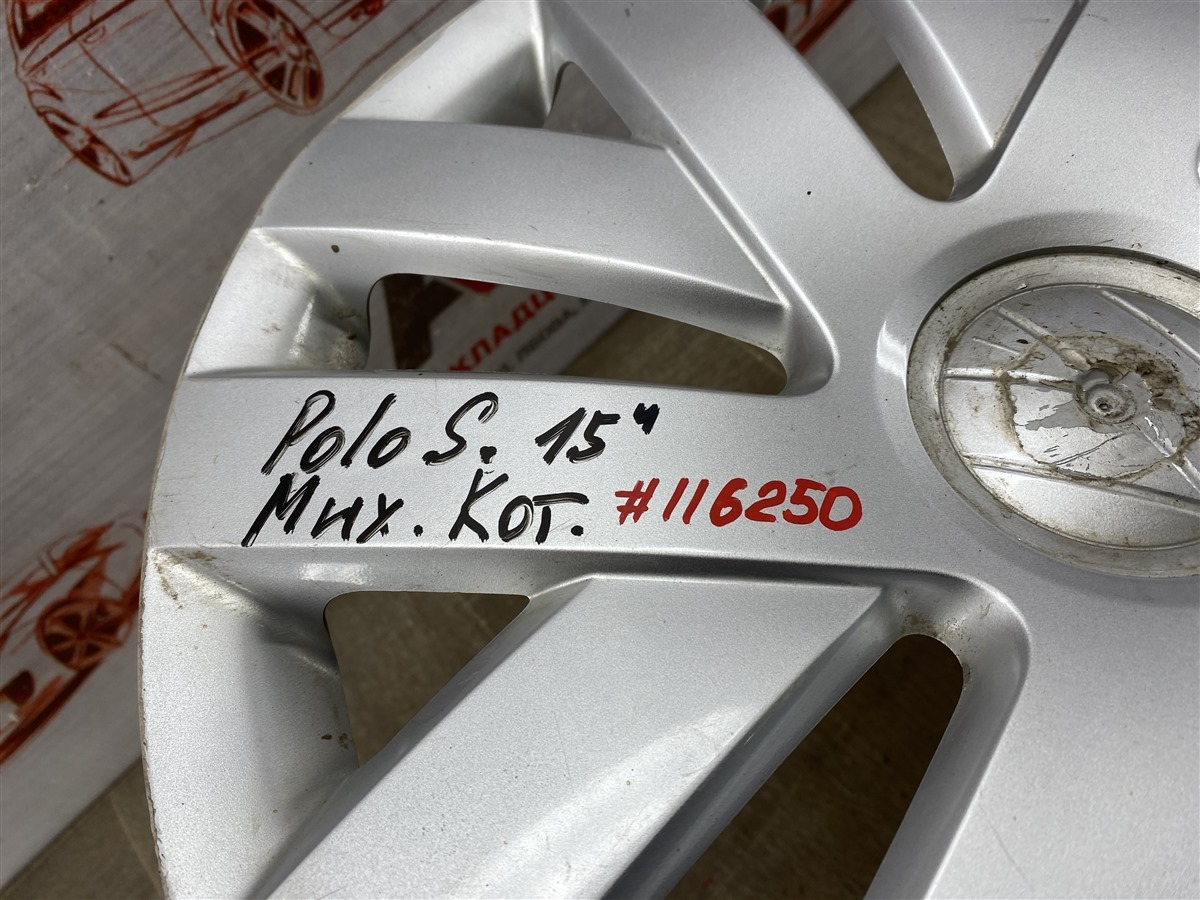 Polo S. 15"
Мих. Кот. #116250